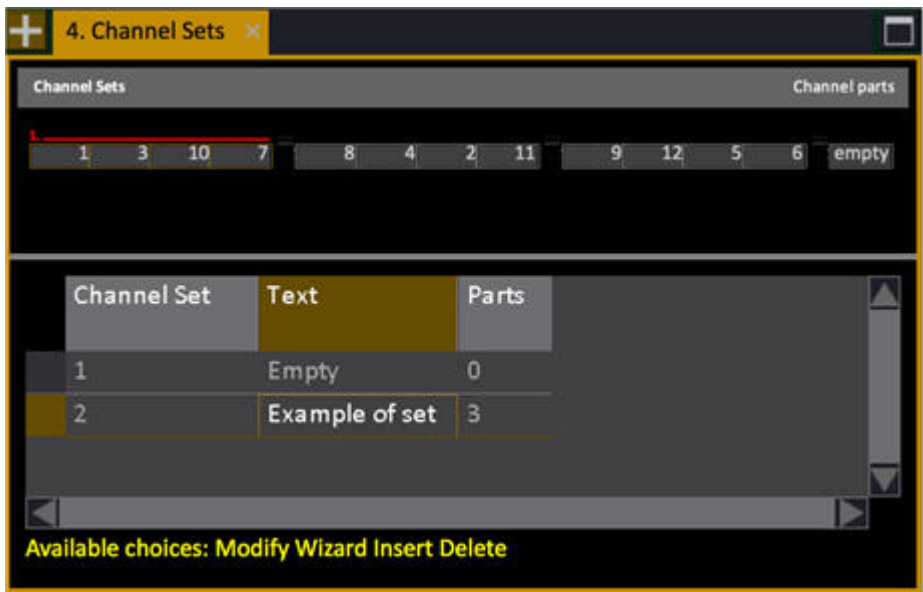 4. Channel Sets ×
Channel Sets Channel parts
1.
1 3 10 7 8 4 2 11 9 12 5 6 empty
Channel Set Text Parts
1 Empty 0
2 Example of set 3
Available choices: Modify Wizard Insert Delete